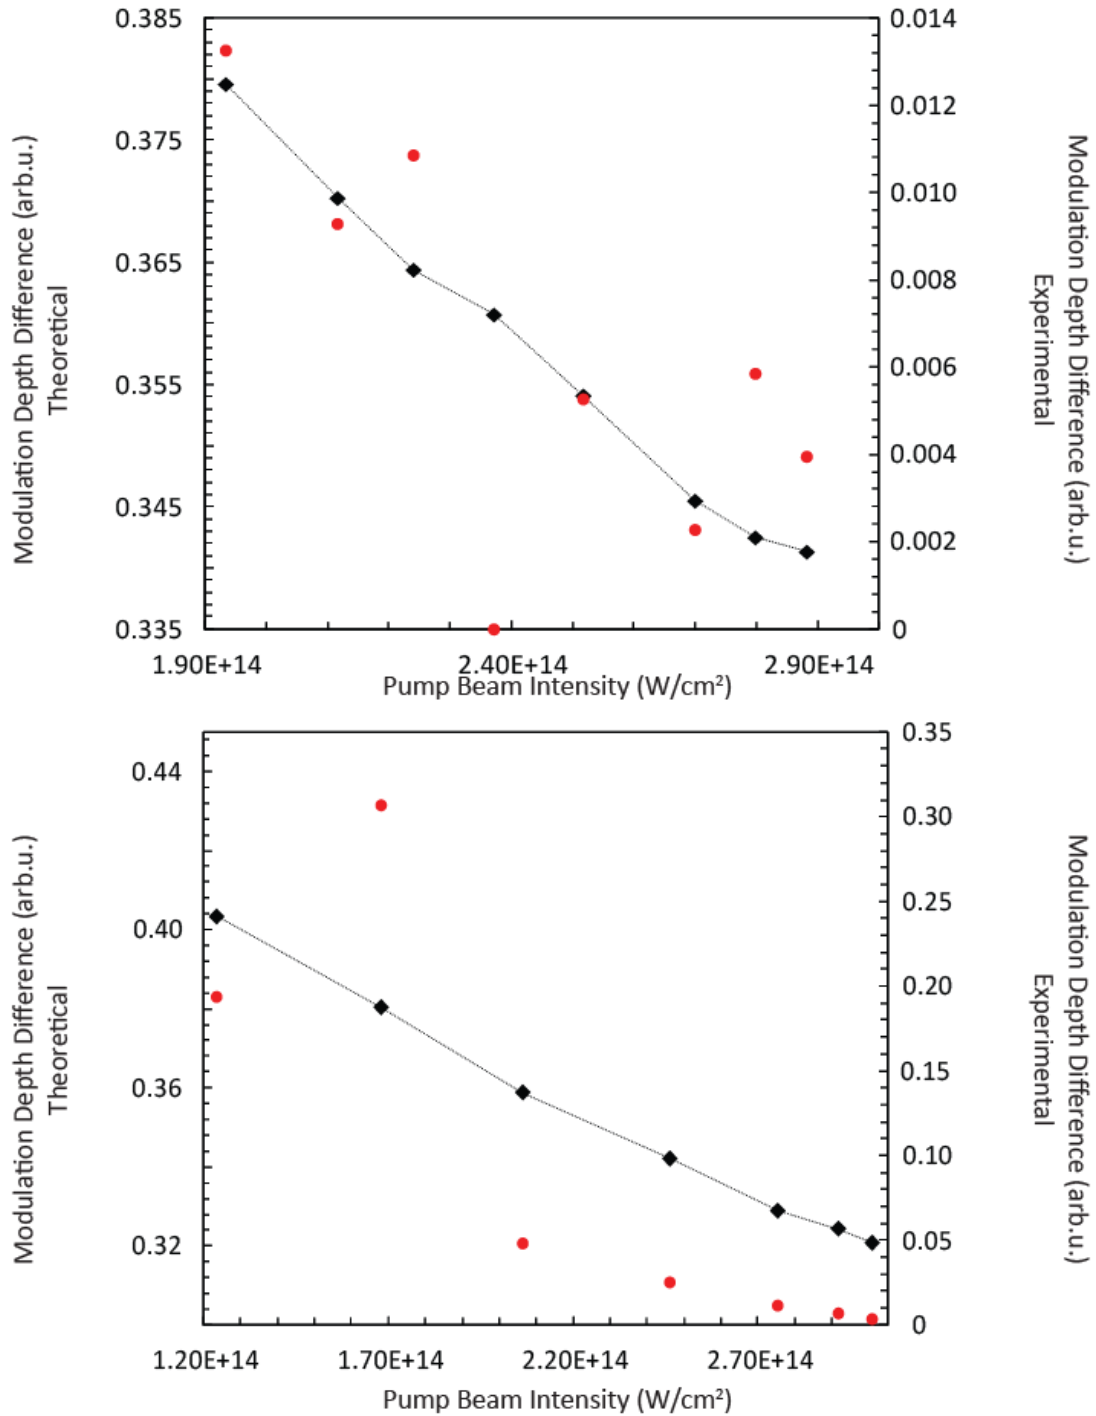 0.385
0.375
0.365
0.355
0.345
0.335
Modulation Depth Difference (arb.u.)
Theoretical
0.014
0.012
0.010
0.008
0.006
0.004
0.002
0
Modulation Depth Difference (arb.u.)
Experimental
1.90E+14 2.40E+14 2.90E+14
Pump Beam Intensity (W/cm²)
0.44
0.40
0.36
0.32
Modulation Depth Difference (arb.u.)
Theoretical
0.35
0.30
0.25
0.20
0.15
0.10
0.05
0
Modulation Depth Difference (arb.u.)
Experimental
1.20E+14 1.70E+14 2.20E+14 2.70E+14
Pump Beam Intensity (W/cm²)